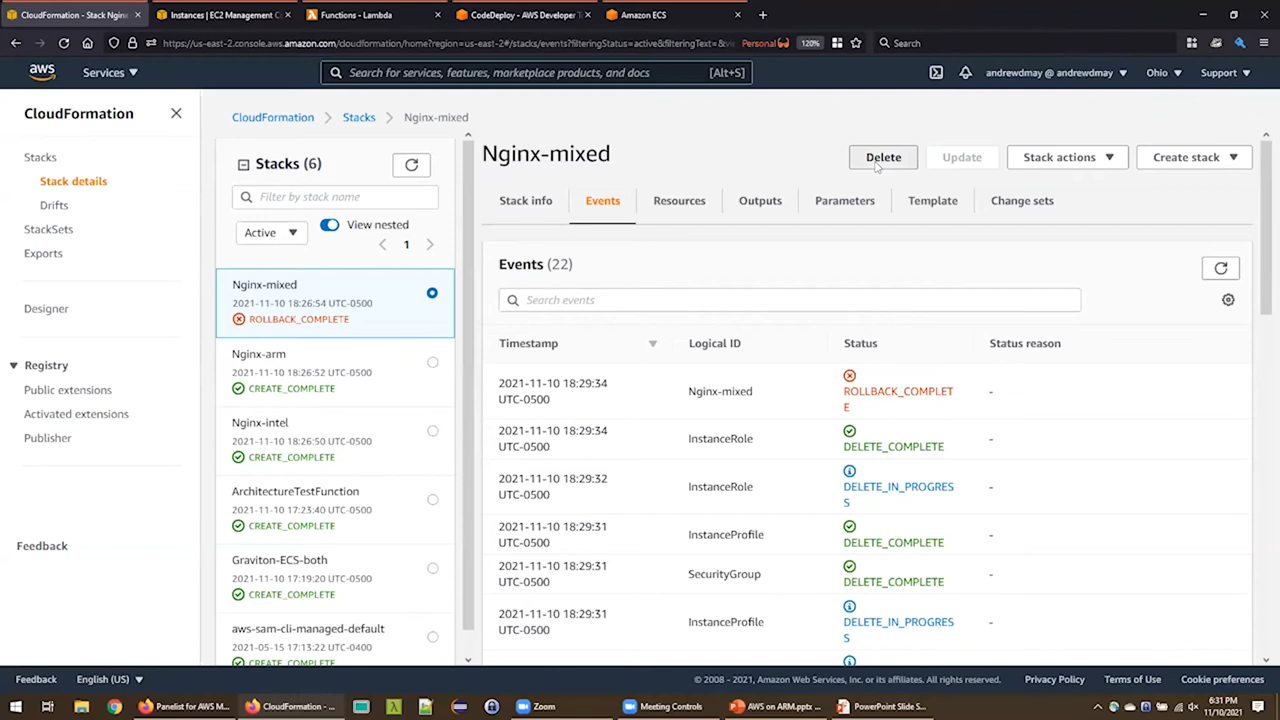 CloudFormation - Stack Nginx
Instances | EC2 Management C
Functions - Lambda
CodeDeploy - AWS Developer T
Amazon ECS
https://us-east-2.console.aws.amazon.com/cloudformation/home?region=us-east-2#/stacks/events?filteringStatus=active&filteringText=&vie
Personal
120%
Search
aws
Services
Search for services, features, marketplace products, and docs
[Alt+S]
andrewdmay @ andrewdmay
Ohio
Support
CloudFormation
Stacks
Stack details
Drifts
StackSets
Exports
Designer
Registry
Public extensions
Activated extensions
Publisher
Feedback
CloudFormation
Stacks
Nginx-mixed
Stacks (6)
Filter by stack name
Active
View nested
1
Nginx-mixed
2021-11-10 18:26:54 UTC-0500
ROLLBACK_COMPLETE
Nginx-arm
2021-11-10 18:26:52 UTC-0500
CREATE_COMPLETE
Nginx-intel
2021-11-10 18:26:50 UTC-0500
CREATE_COMPLETE
ArchitectureTestFunction
2021-11-10 17:23:40 UTC-0500
CREATE_COMPLETE
Graviton-ECS-both
2021-11-10 17:19:20 UTC-0500
CREATE_COMPLETE
aws-sam-cli-managed-default
2021-05-15 17:13:22 UTC-0400
CREATE_COMPLETE
Nginx-mixed
Delete
Update
Stack actions
Create stack
Stack info
Events
Resources
Outputs
Parameters
Template
Change sets
Events (22)
Search events
Timestamp
Logical ID
Status
Status reason
2021-11-10 18:29:34
UTC-0500
Nginx-mixed
ROLLBACK_COMPLET
E
-
2021-11-10 18:29:34
UTC-0500
InstanceRole
DELETE_COMPLETE
-
2021-11-10 18:29:32
UTC-0500
InstanceRole
DELETE_IN_PROGRES
S
-
2021-11-10 18:29:31
UTC-0500
InstanceProfile
DELETE_COMPLETE
-
2021-11-10 18:29:31
UTC-0500
SecurityGroup
DELETE_COMPLETE
-
2021-11-10 18:29:31
UTC-0500
InstanceProfile
DELETE_IN_PROGRES
S
-
Feedback
English (US)
© 2008 - 2021, Amazon Web Services, Inc. or its affiliates. All rights reserved.
Privacy Policy
Terms of Use
Cookie preferences
Panelist for AWS M...
CloudFormation - ...
Zoom
Meeting Controls
AWS on ARM.pptx - ...
PowerPoint Slide S...
6:31 PM
11/10/2021